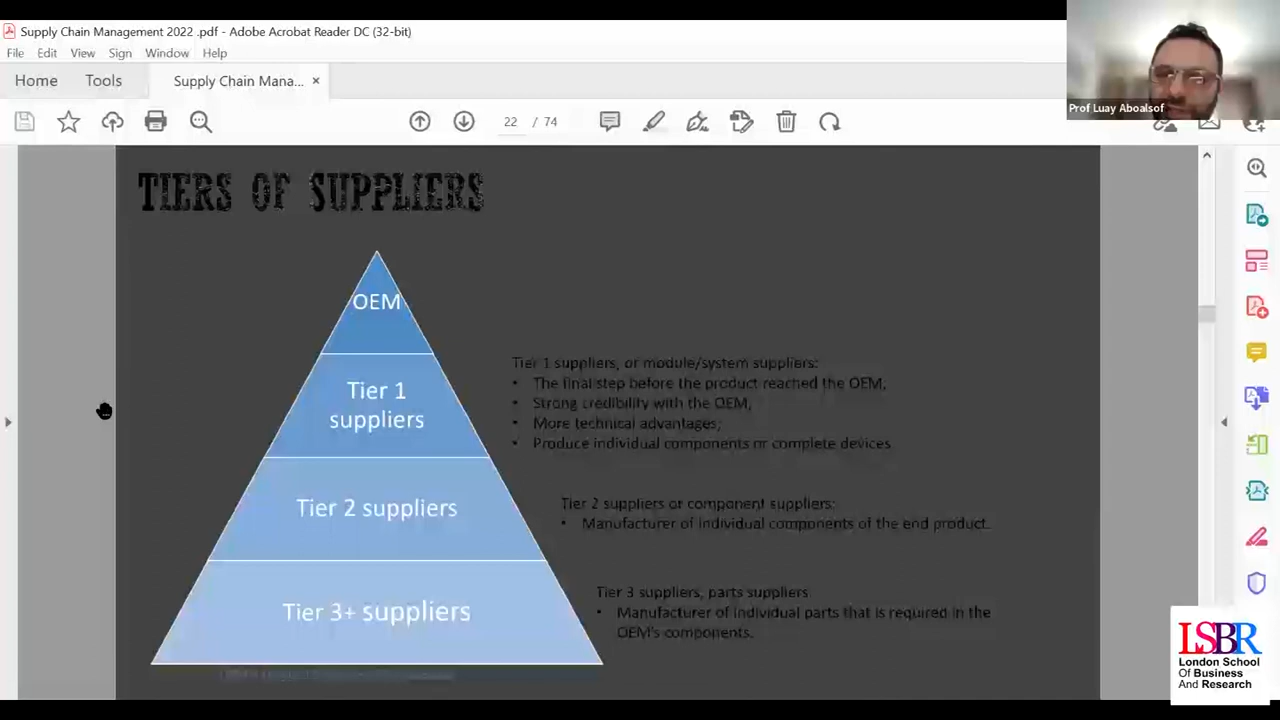 Supply Chain Management 2022 .pdf - Adobe Acrobat Reader DC (32-bit)
File Edit View Sign Window Help
Home Tools Supply Chain Mana... ×
22 / 74
Prof Luay Aboalsof
TIERS OF SUPPLIERS
OEM
Tier 1
suppliers
Tier 1 suppliers, or module/system suppliers:
• The final step before the product reached the OEM,
• Strong credibility with the OEM,
• More technical advantages;
• Produce individual components or complete devices
Tier 2 suppliers
Tier 2 suppliers or component suppliers:
• Manufacturer of individual components of the end product.
Tier 3+ suppliers
Tier 3 suppliers, parts suppliers
• Manufacturer of individual parts that is required in the
OEM's components.
LSBR
London School
Of Business
And Research